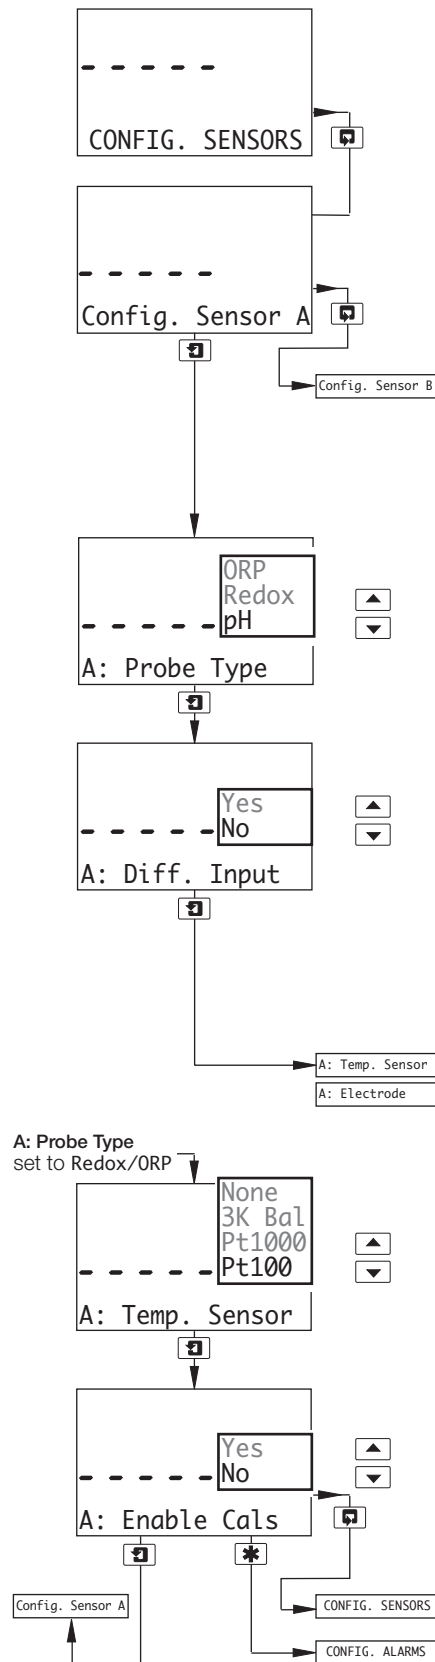 - - - - -
CONFIG. SENSORS
- - - - -
Config. Sensor A
Config. Sensor B
ORP
Redox
- - - - - pH
A: Probe Type
Yes
- - - - - No
A: Diff. Input
A: Temp. Sensor
A: Electrode
A: Probe Type
set to Redox/ORP
None
3K Bal
Pt1000
- - - - - Pt100
A: Temp. Sensor
Yes
- - - - - No
A: Enable Cals
Config. Sensor A
CONFIG. SENSORS
CONFIG. ALARMS